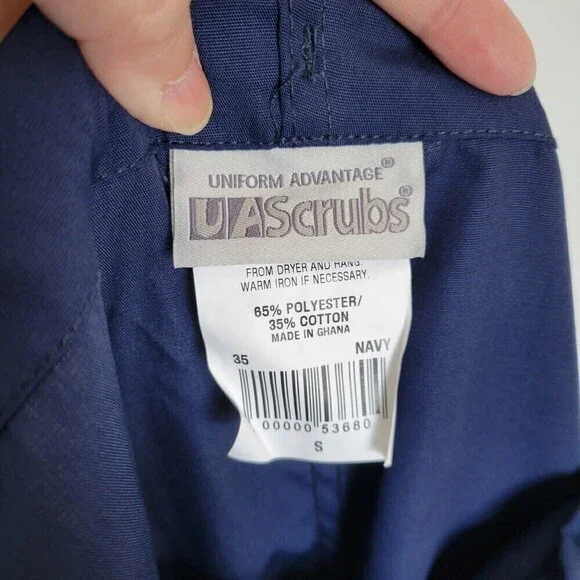 UNIFORM ADVANTAGE®
UAScrubs®
FROM DRYER AND HANG.
WARM IRON IF NECESSARY.
65% POLYESTER/
35% COTTON
MADE IN GHANA
35 NAVY
00000 53680
S